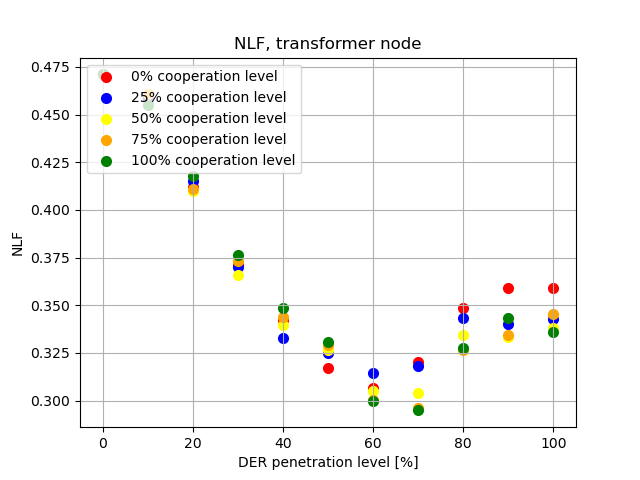 NLF, transformer node
0% cooperation level
25% cooperation level
50% cooperation level
75% cooperation level
100% cooperation level
NLF
0.475
0.450
0.425
0.400
0.375
0.350
0.325
0.300
0 20 40 60 80 100
DER penetration level [%]